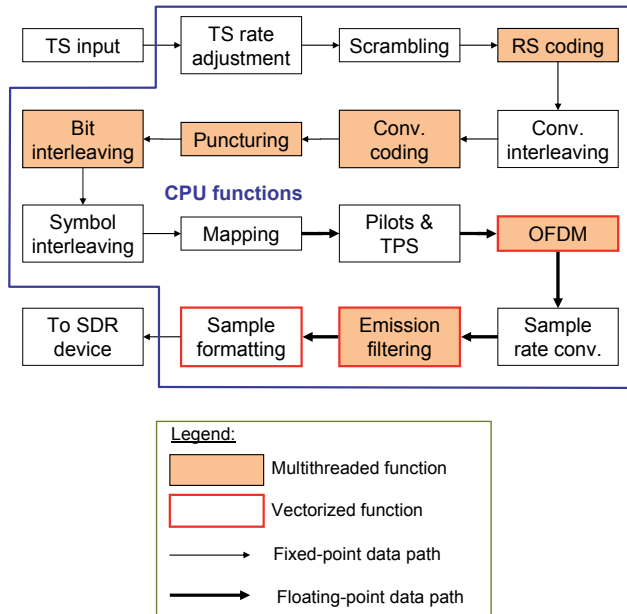 TS input
TS rate
adjustment
Scrambling
RS coding
Bit
interleaving
Puncturing
Conv.
coding
Conv.
interleaving
CPU functions
Symbol
interleaving
Mapping
Pilots &
TPS
OFDM
To SDR
device
Sample
formatting
Emission
filtering
Sample
rate conv.
Legend:
Multithreaded function
Vectorized function
Fixed-point data path
Floating-point data path